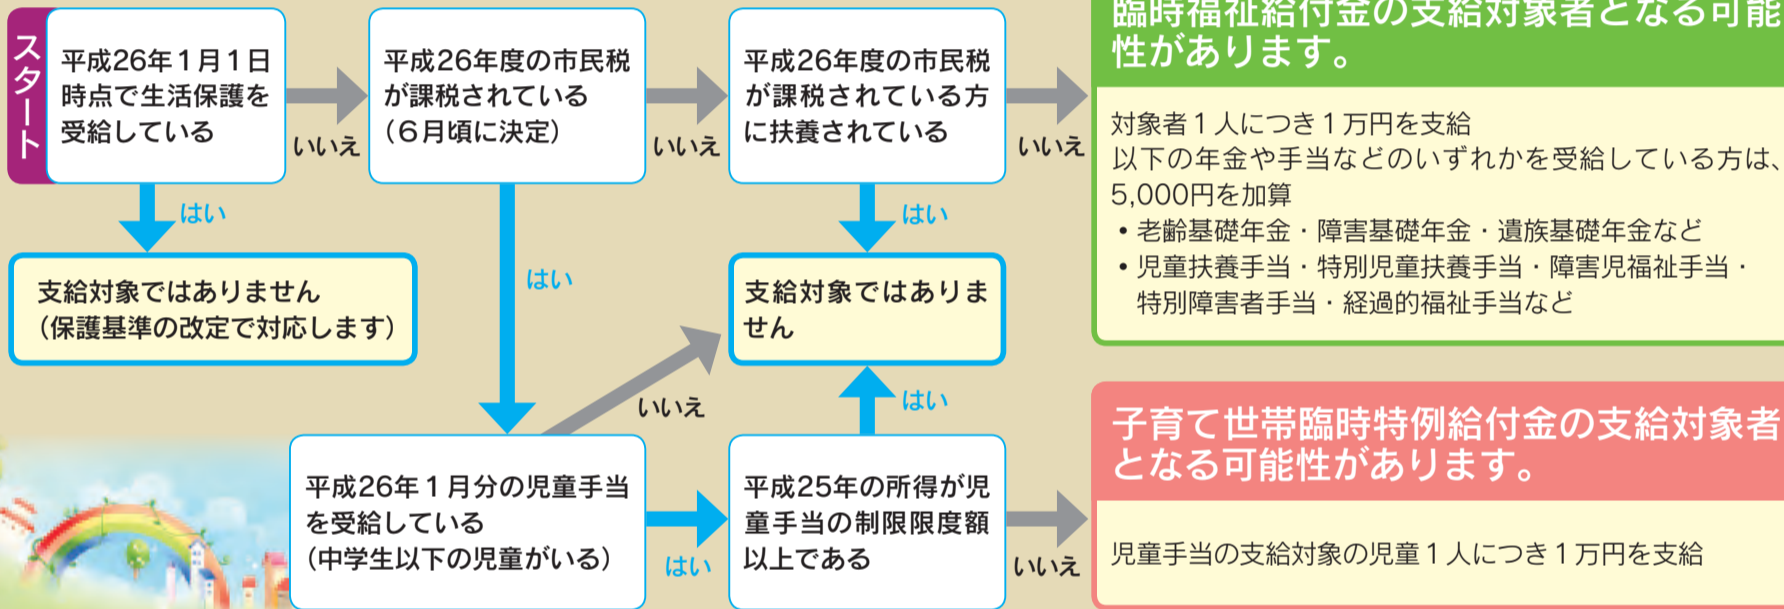 スタート
平成26年1月1日
時点で生活保護を
受給している
いいえ
平成26年度の市民税
が課税されている
（6月頃に決定）
いいえ
平成26年度の市民税
が課税されている方
に扶養されている
いいえ
臨時福祉給付金の支給対象者となる可能
性があります。
対象者1人につき1万円を支給
以下の年金や手当などのいずれかを受給している方は、
5,000円を加算
• 老齢基礎年金・障害基礎年金・遺族基礎年金など
• 児童扶養手当・特別児童扶養手当・障害児福祉手当・
特別障害者手当・経過的福祉手当など
はい
はい
はい
支給対象ではありません
（保護基準の改定で対応します）
支給対象ではありま
せん
いいえ
はい
平成26年1月分の児童手当
を受給している
（中学生以下の児童がいる）
はい
平成25年の所得が児
童手当の制限限度額
以上である
いいえ
子育て世帯臨時特例給付金の支給対象者
となる可能性があります。
児童手当の支給対象の児童1人につき1万円を支給